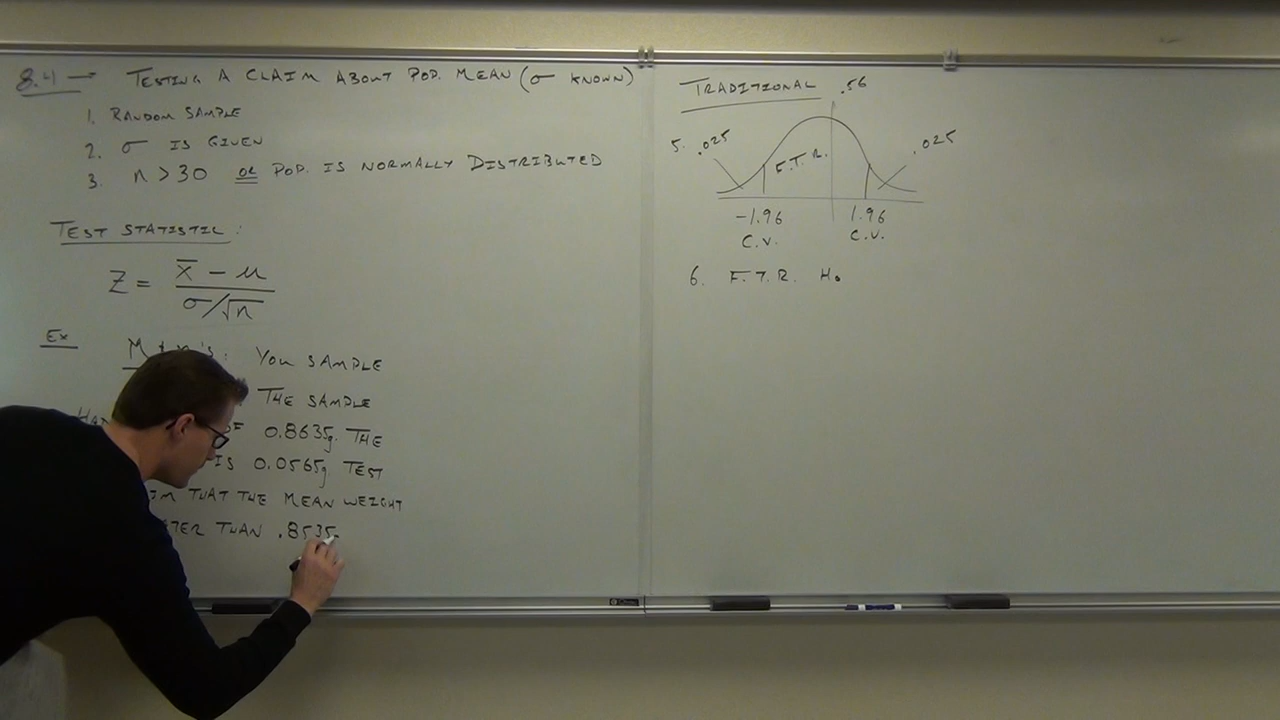 8.4 → TESTING A CLAIM ABOUT POP. MEAN (σ KNOWN)
1. RANDOM SAMPLE
2. σ IS GIVEN
3. n > 30 OR POP. IS NORMALLY DISTRIBUTED
TEST STATISTIC:
Z = (x̄ - μ) / (σ/√n)
Ex
YOU SAMPLE
THE SAMPLE
0.8635g. THE
IS 0.0565g. TEST
THAT THE MEAN WEIGHT
THAN .8535
TRADITIONAL .56
5. .025 F.T.R. .025
-1.96 1.96
C.V. C.V.
6. F.T.R. H₀